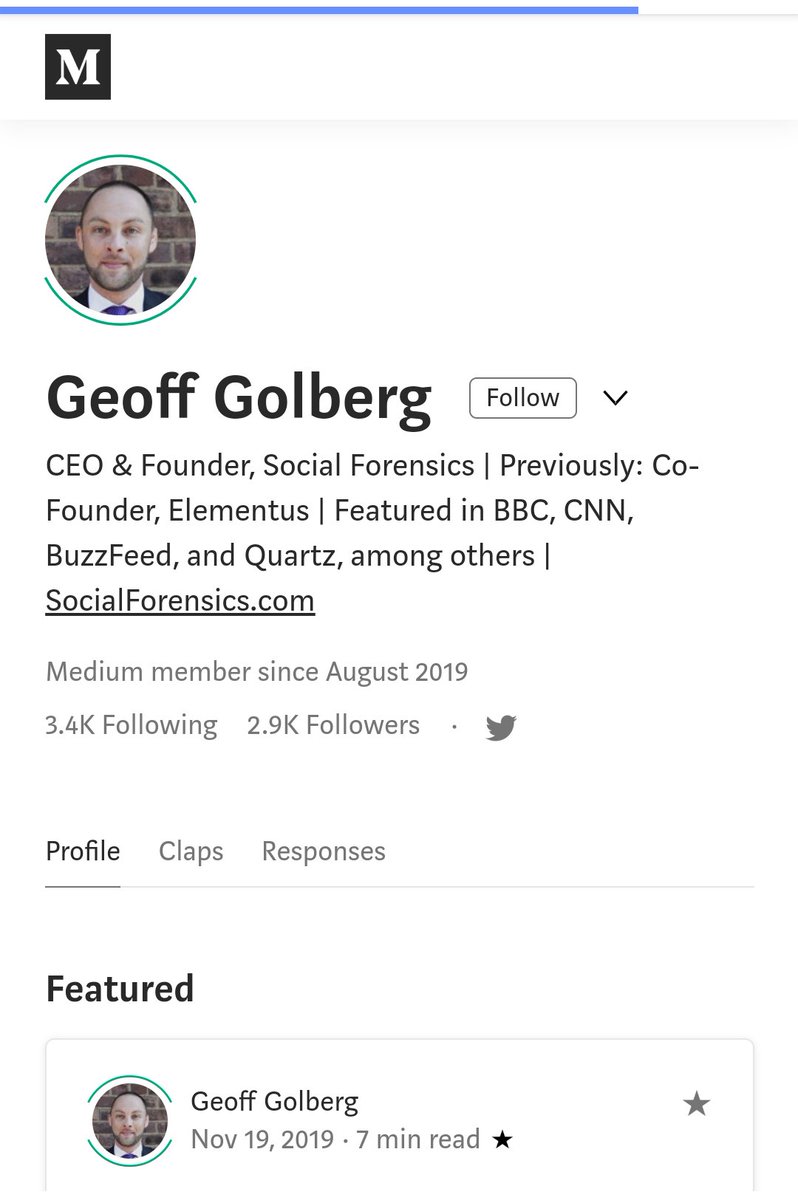 M
Geoff Golberg
Follow
CEO & Founder, Social Forensics | Previously: Co-
Founder, Elementus | Featured in BBC, CNN,
BuzzFeed, and Quartz, among others |
SocialForensics.com
Medium member since August 2019
3.4K Following 2.9K Followers ·
Profile Claps Responses
Featured
Geoff Golberg
Nov 19, 2019 · 7 min read ★